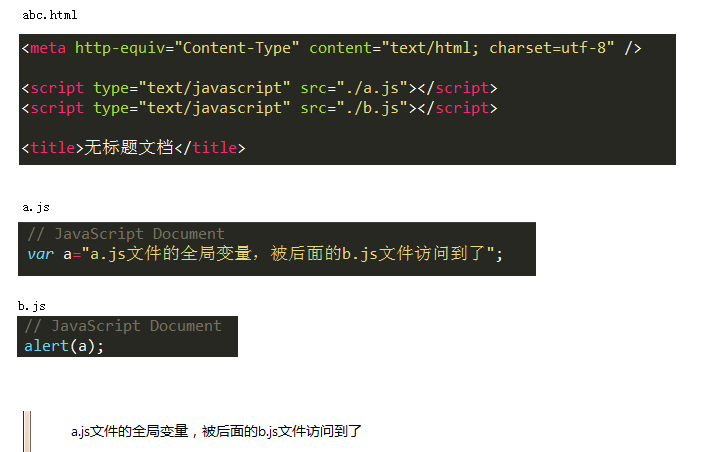 abc.html
<meta http-equiv="Content-Type" content="text/html; charset=utf-8" />
<script type="text/javascript" src="./a.js"></script>
<script type="text/javascript" src="./b.js"></script>
<title>无标题文档</title>
a.js
// JavaScript Document
var a="a.js文件的全局变量，被后面的b.js文件访问到了";
b.js
// JavaScript Document
alert(a);
a.js文件的全局变量，被后面的b.js文件访问到了